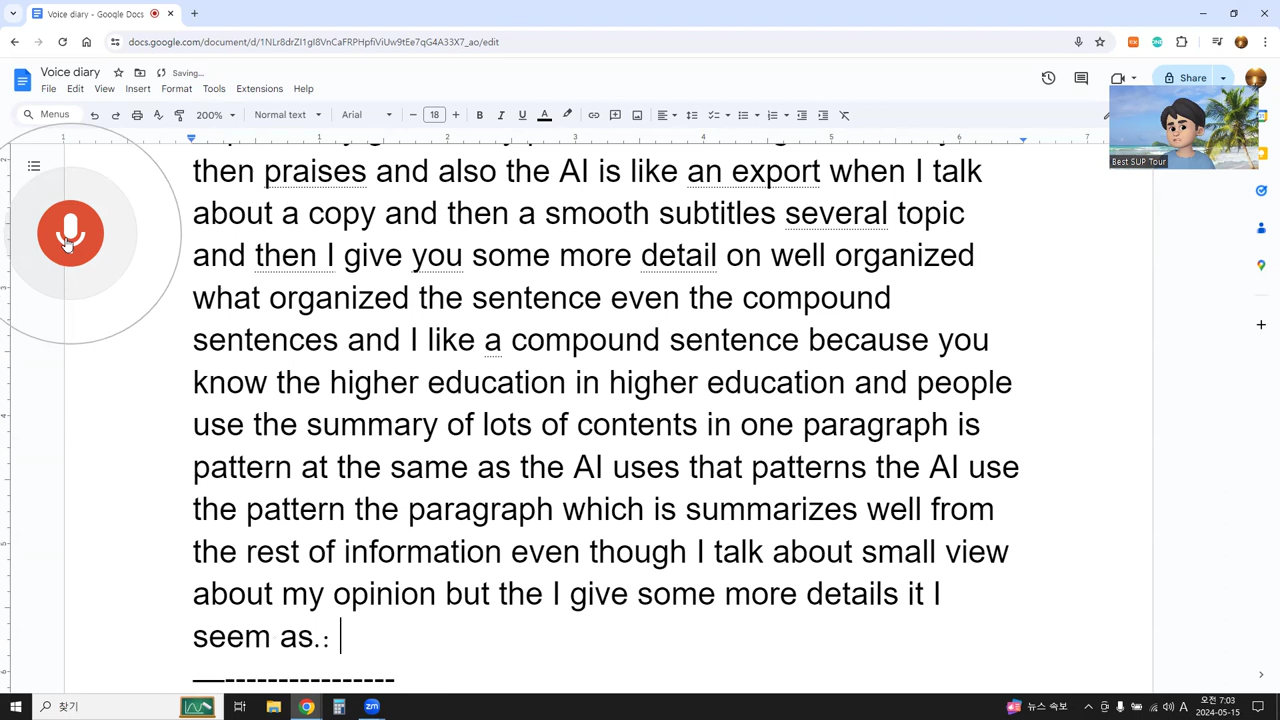 Voice diary - Google Docs
docs.google.com/document/d/1NLr8drZI1gI8VnCaFRPHpfiViUw9tEe7qG4A33X7_ao/edit
Voice diary
Saving...
File Edit View Insert Format Tools Extensions Help
Share
Menus
200%
Normal text
Arial
18
B I U A
Best SUP Tour
1 1 2 3 4 5 6 7
then praises and also the AI is like an export when I talk
about a copy and then a smooth subtitles several topic
and then I give you some more detail on well organized
what organized the sentence even the compound
sentences and I like a compound sentence because you
know the higher education in higher education and people
use the summary of lots of contents in one paragraph is
pattern at the same as the AI uses that patterns the AI use
the pattern the paragraph which is summarizes well from
the rest of information even though I talk about small view
about my opinion but the I give some more details it I
seem as.:
—----------------
찾기
뉴스 속보
A
오전 7:03
2024-05-15